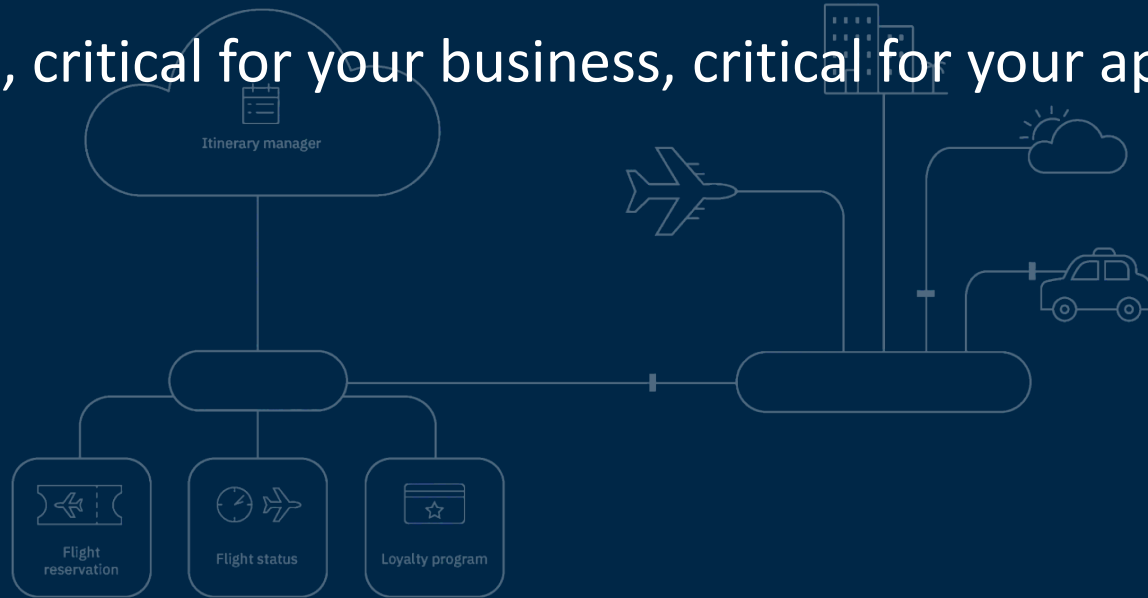 , critical for your business, critical for your ap
Itinerary manager
Flight
reservation
Flight status
Loyalty program